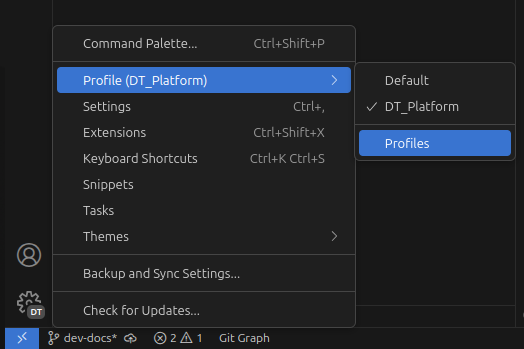 Command Palette... Ctrl+Shift+P
Profile (DT_Platform)
Default
DT_Platform
Profiles
Settings Ctrl+,
Extensions Ctrl+Shift+X
Keyboard Shortcuts Ctrl+K Ctrl+S
Snippets
Tasks
Themes
Backup and Sync Settings...
Check for Updates...
DT
dev-docs* 2 1 Git Graph